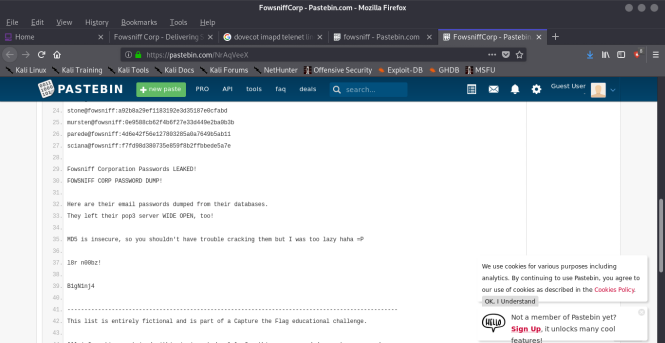 FowsniffCorp - Pastebin.com - Mozilla Firefox
File Edit View History Bookmarks Tools Help
Home
Fowsniff Corp - Delivering S
dovecot imapd telenet lin
fowsniff - Pastebin.com
FowsniffCorp - Pastebin
https://pastebin.com/NrAqVeeX
Kali Linux Kali Training Kali Tools Kali Docs Kali Forums NetHunter Offensive Security Exploit-DB GHDB MSFU
PASTEBIN new paste PRO API tools faq deals search... Guest User
24. stone@fowsniff:a92b8a29ef1183192e3d35187e0cfabd
25. mursten@fowsniff:0e9588cb62f4b6f27e33d449e2ba0b3b
26. parede@fowsniff:4d6e42f56e127803285a0a7649b5ab11
27. sciana@fowsniff:f7fd98d380735e859f8b2ffbbede5a7e
28.
29. Fowsniff Corporation Passwords LEAKED!
30. FOWSNIFF CORP PASSWORD DUMP!
31.
32. Here are their email passwords dumped from their databases.
33. They left their pop3 server WIDE OPEN, too!
34.
35. MD5 is insecure, so you shouldn't have trouble cracking them but I was too lazy haha =P
36.
37. l8r n00bz!
38.
39. B1gN1nj4
40.
41. -------------------------------------------------------------------------------------------------
42. This list is entirely fictional and is part of a Capture the Flag educational challenge.
43.
We use cookies for various purposes including
analytics. By continuing to use Pastebin, you agree to
our use of cookies as described in the Cookies Policy.
OK, I Understand
HELLO
Not a member of Pastebin yet?
Sign Up, it unlocks many cool
features!